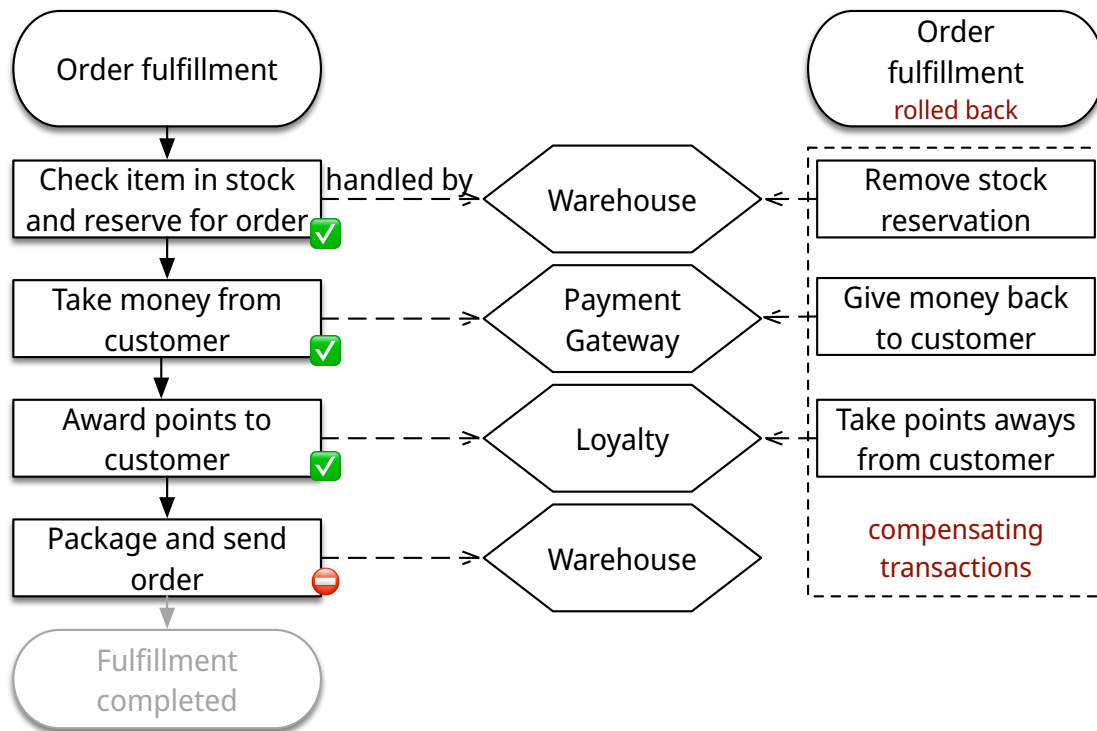 Order fulfillment
Order
fulfillment
rolled back
Check item in stock
and reserve for order
handled by
Warehouse
Remove stock
reservation
Take money from
customer
Payment
Gateway
Give money back
to customer
Award points to
customer
Loyalty
Take points aways
from customer
Package and send
order
Warehouse
compensating
transactions
Fulfillment
completed